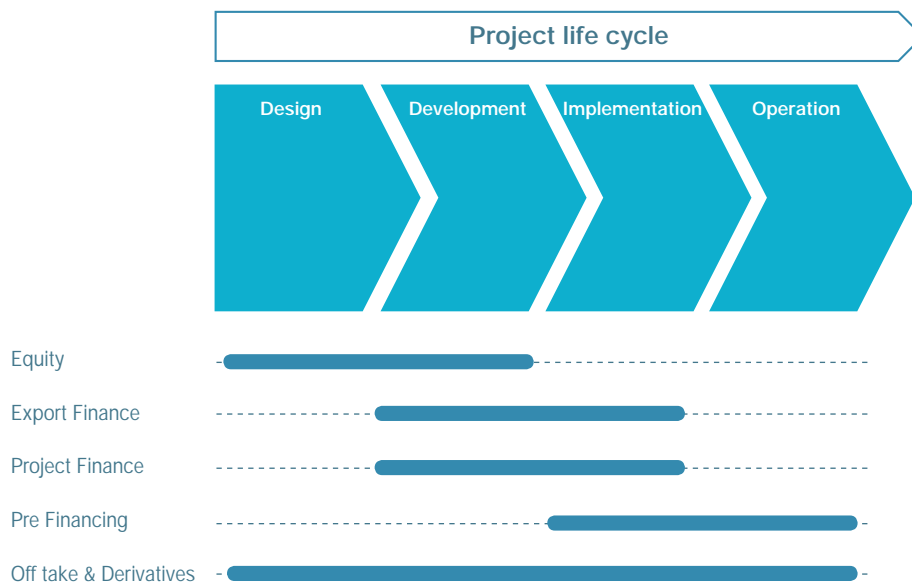 Project life cycle
Design
Development
Implementation
Operation
Equity
Export Finance
Project Finance
Pre Financing
Off take & Derivatives